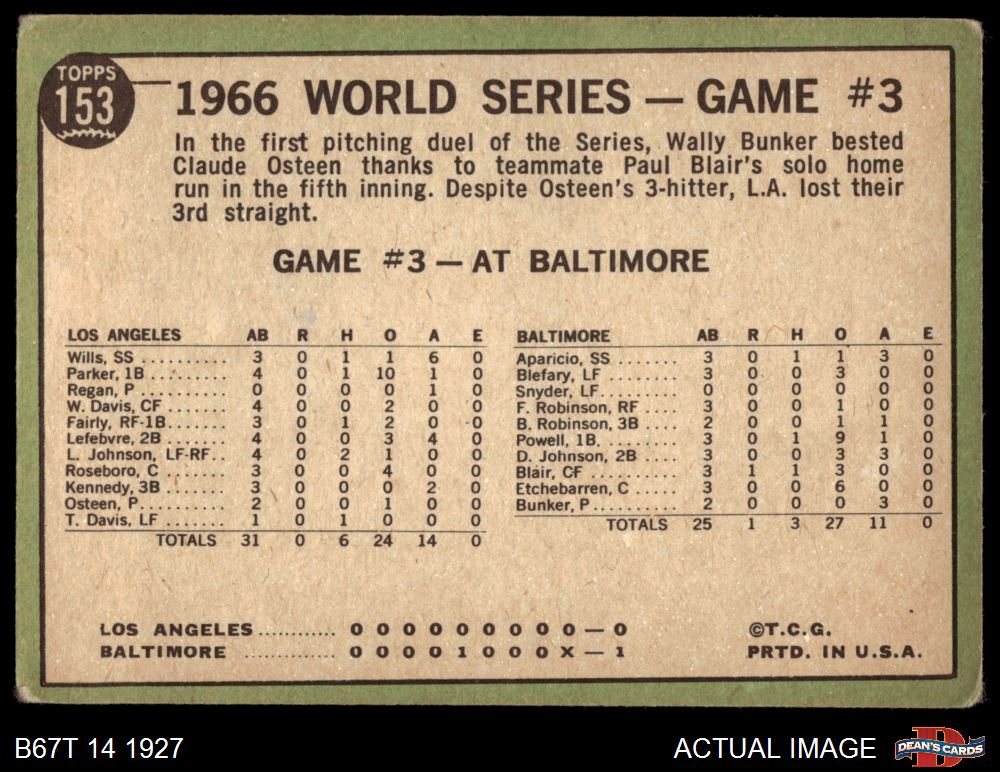 TOPPS
153
1966 WORLD SERIES — GAME #3
In the first pitching duel of the Series, Wally Bunker bested
Claude Osteen thanks to teammate Paul Blair's solo home
run in the fifth inning. Despite Osteen's 3-hitter, L.A. lost their
3rd straight.
GAME #3 — AT BALTIMORE
LOS ANGELES AB R H O A E
Wills, SS .......... 3 0 1 1 6 0
Parker, 1B ......... 4 0 1 10 1 0
Regan, P ........... 0 0 0 0 1 0
W. Davis, CF ....... 4 0 0 2 0 0
Fairly, RF-1B....... 3 0 1 2 0 0
Lefebvre, 2B ....... 4 0 0 3 4 0
L. Johnson, LF-RF.. 4 0 2 1 0 0
Roseboro, C ........ 3 0 0 4 0 0
Kennedy, 3B ........ 3 0 0 0 2 0
Osteen, P........... 2 0 0 1 0 0
T. Davis, LF ....... 1 0 1 0 0 0
TOTALS 31 0 6 24 14 0
BALTIMORE AB R H O A E
Aparicio, SS ....... 3 0 1 1 3 0
Blefary, LF ........ 3 0 0 3 0 0
Snyder, LF.......... 0 0 0 0 0 0
F. Robinson, RF .... 3 0 0 1 0 0
B. Robinson, 3B .... 2 0 0 1 1 0
Powell, 1B, ........ 3 0 1 9 1 0
D. Johnson, 2B ..... 3 0 0 3 3 0
Blair, CF .......... 3 1 1 3 0 0
Etchebarren, C ..... 3 0 0 6 0 0
Bunker, P........... 2 0 0 0 3 0
TOTALS 25 1 3 27 11 0
LOS ANGELES ............ 0 0 0 0 0 0 0 0 0 — 0
BALTIMORE .............. 0 0 0 0 1 0 0 0 X — 1
©T.C.G.
PRTD. IN U.S.A.
B67T 14 1927
ACTUAL IMAGE
D
DEAN'S CARDS